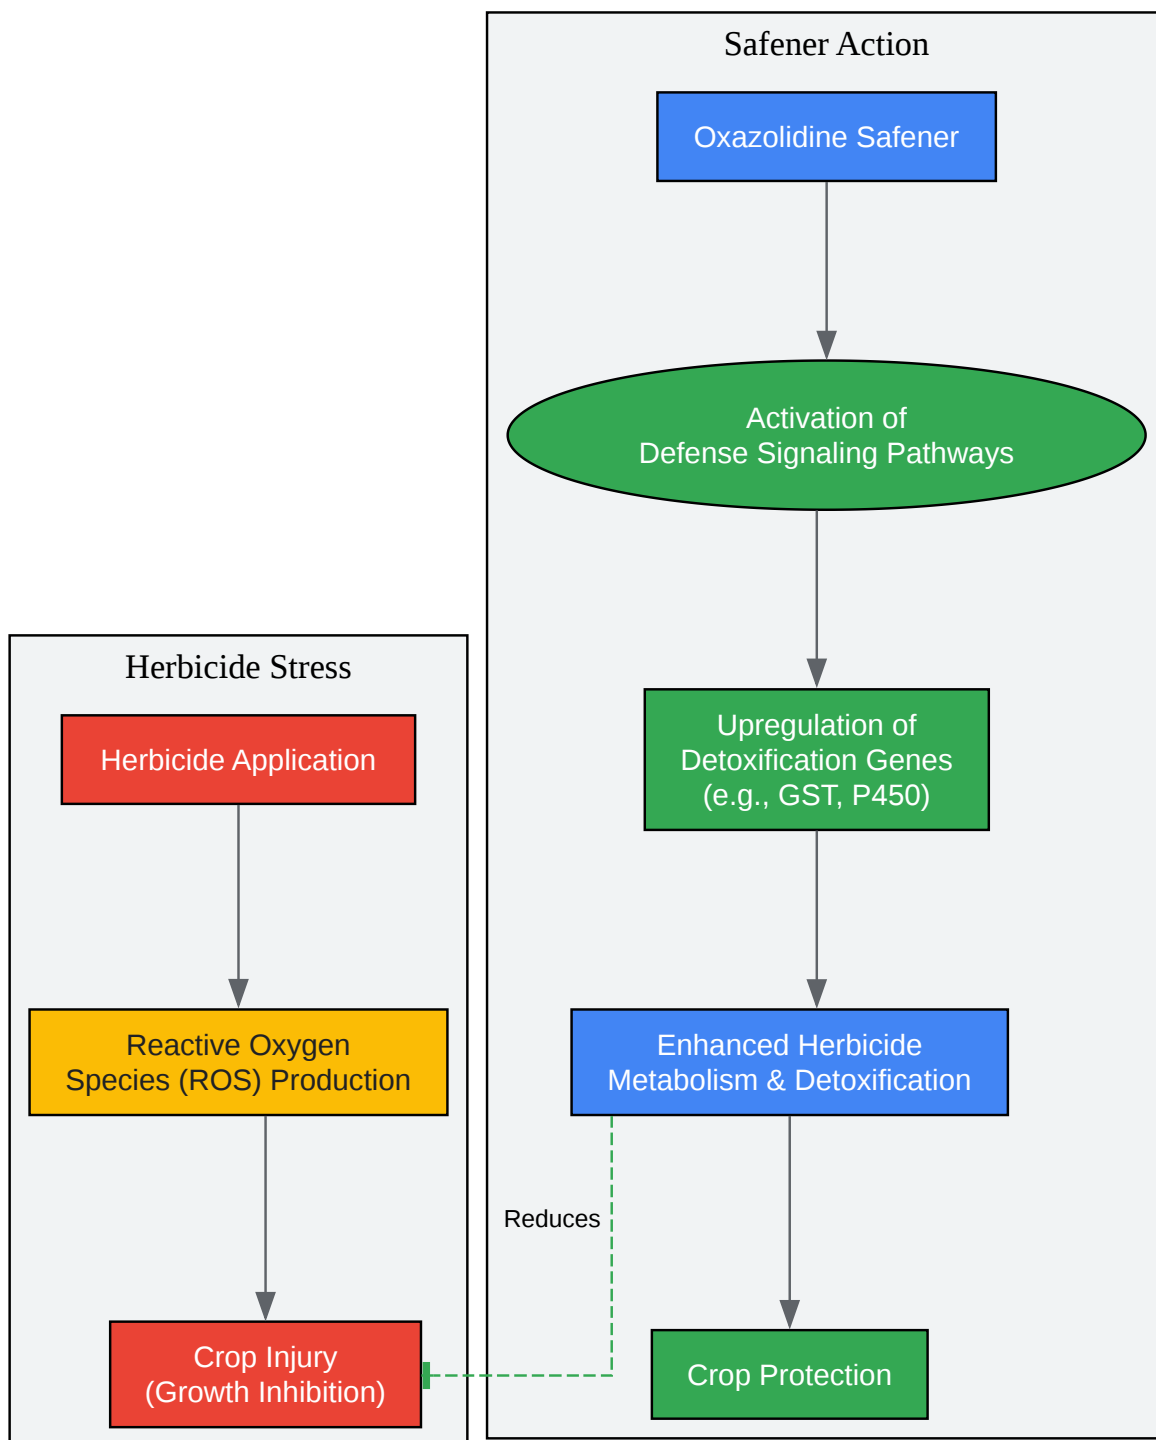 Safener Action
Oxazolidine Safener
Activation of
Defense Signaling Pathways
Upregulation of
Detoxification Genes
(e.g., GST, P450)
Enhanced Herbicide
Metabolism & Detoxification
Reduces
Crop Protection
Herbicide Stress
Herbicide Application
Reactive Oxygen
Species (ROS) Production
Crop Injury
(Growth Inhibition)